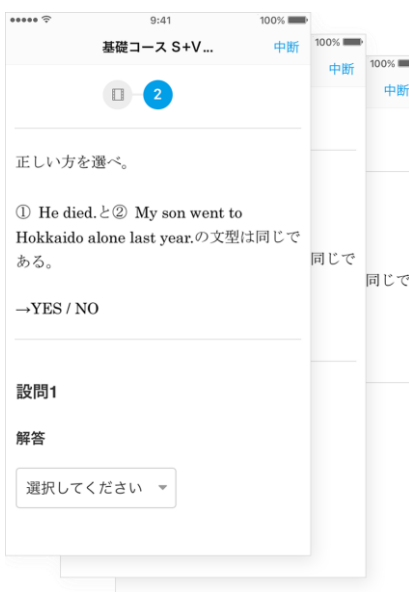 9:41
100%
基礎コース S+V...
中断
2
正しい方を選べ。
① He died.と② My son went to
Hokkaido alone last year.の文型は同じで
ある。
→YES / NO
設問1
解答
選択してください
100%
中断
同じで
100%
中断
同じで